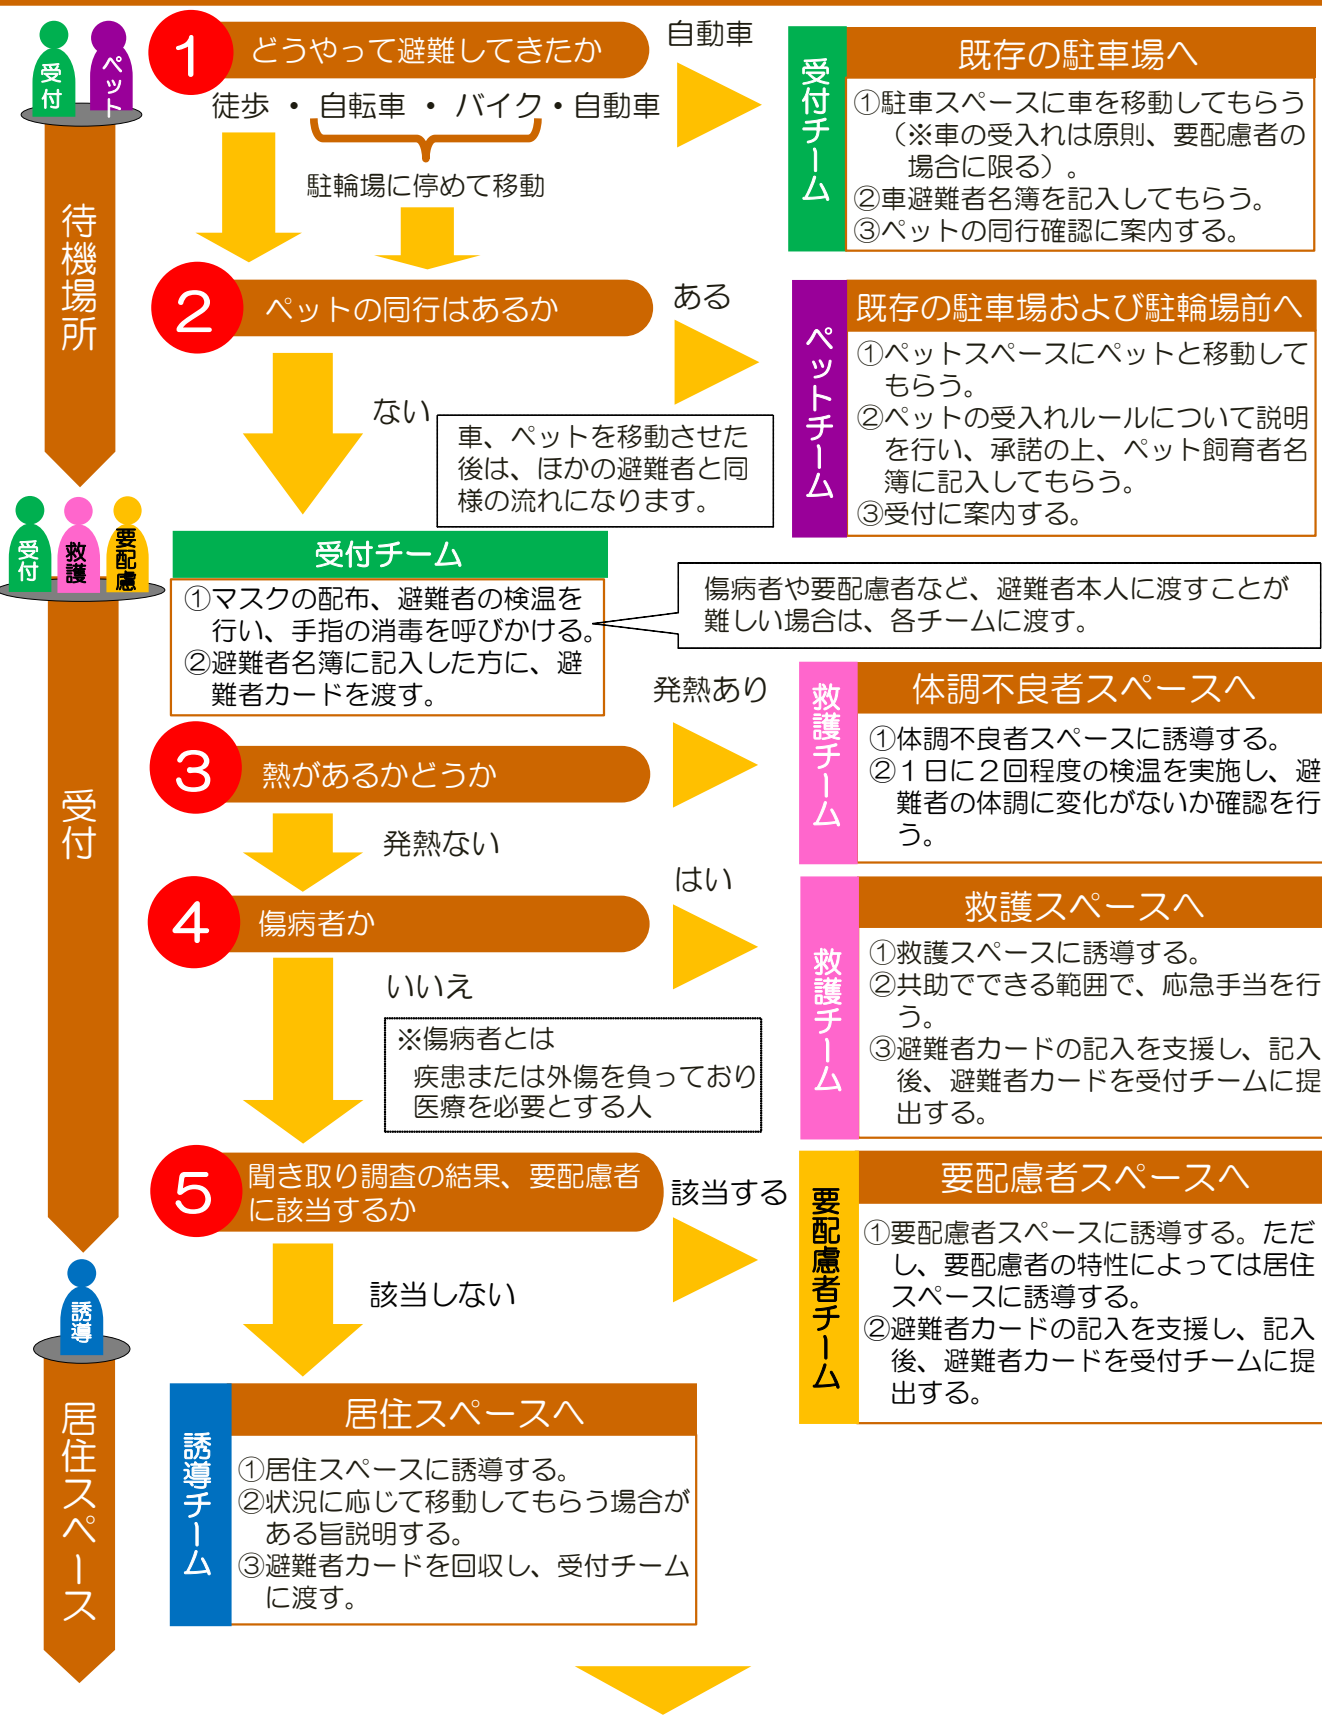 受付
ペット
待機場所
1
どうやって避難してきたか
自動車
徒歩 ・ 自転車 ・ バイク・自動車
駐輪場に停めて移動
受付チーム
既存の駐車場へ
①駐車スペースに車を移動してもらう
（※車の受入れは原則、要配慮者の
場合に限る）。
②車避難者名簿を記入してもらう。
③ペットの同行確認に案内する。
2
ペットの同行はあるか
ある
ない
車、ペットを移動させた
後は、ほかの避難者と同
様の流れになります。
ペットチーム
既存の駐車場および駐輪場前へ
①ペットスペースにペットと移動して
もらう。
②ペットの受入れルールについて説明
を行い、承諾の上、ペット飼育者名
簿に記入してもらう。
③受付に案内する。
受付
救護
要配慮
受付
受付チーム
①マスクの配布、避難者の検温を
行い、手指の消毒を呼びかける。
②避難者名簿に記入した方に、避
難者カードを渡す。
傷病者や要配慮者など、避難者本人に渡すことが
難しい場合は、各チームに渡す。
3
熱があるかどうか
発熱あり
発熱ない
救護チーム
体調不良者スペースへ
①体調不良者スペースに誘導する。
②１日に２回程度の検温を実施し、避
難者の体調に変化がないか確認を行
う。
4
傷病者か
はい
いいえ
※傷病者とは
疾患または外傷を負っており
医療を必要とする人
救護チーム
救護スペースへ
①救護スペースに誘導する。
②共助でできる範囲で、応急手当を行
う。
③避難者カードの記入を支援し、記入
後、避難者カードを受付チームに提
出する。
5
聞き取り調査の結果、要配慮者
に該当するか
該当する
該当しない
要配慮者チーム
要配慮者スペースへ
①要配慮者スペースに誘導する。ただ
し、要配慮者の特性によっては居住
スペースに誘導する。
②避難者カードの記入を支援し、記入
後、避難者カードを受付チームに提
出する。
誘導
居住スペース
誘導チーム
居住スペースへ
①居住スペースに誘導する。
②状況に応じて移動してもらう場合が
ある旨説明する。
③避難者カードを回収し、受付チーム
に渡す。